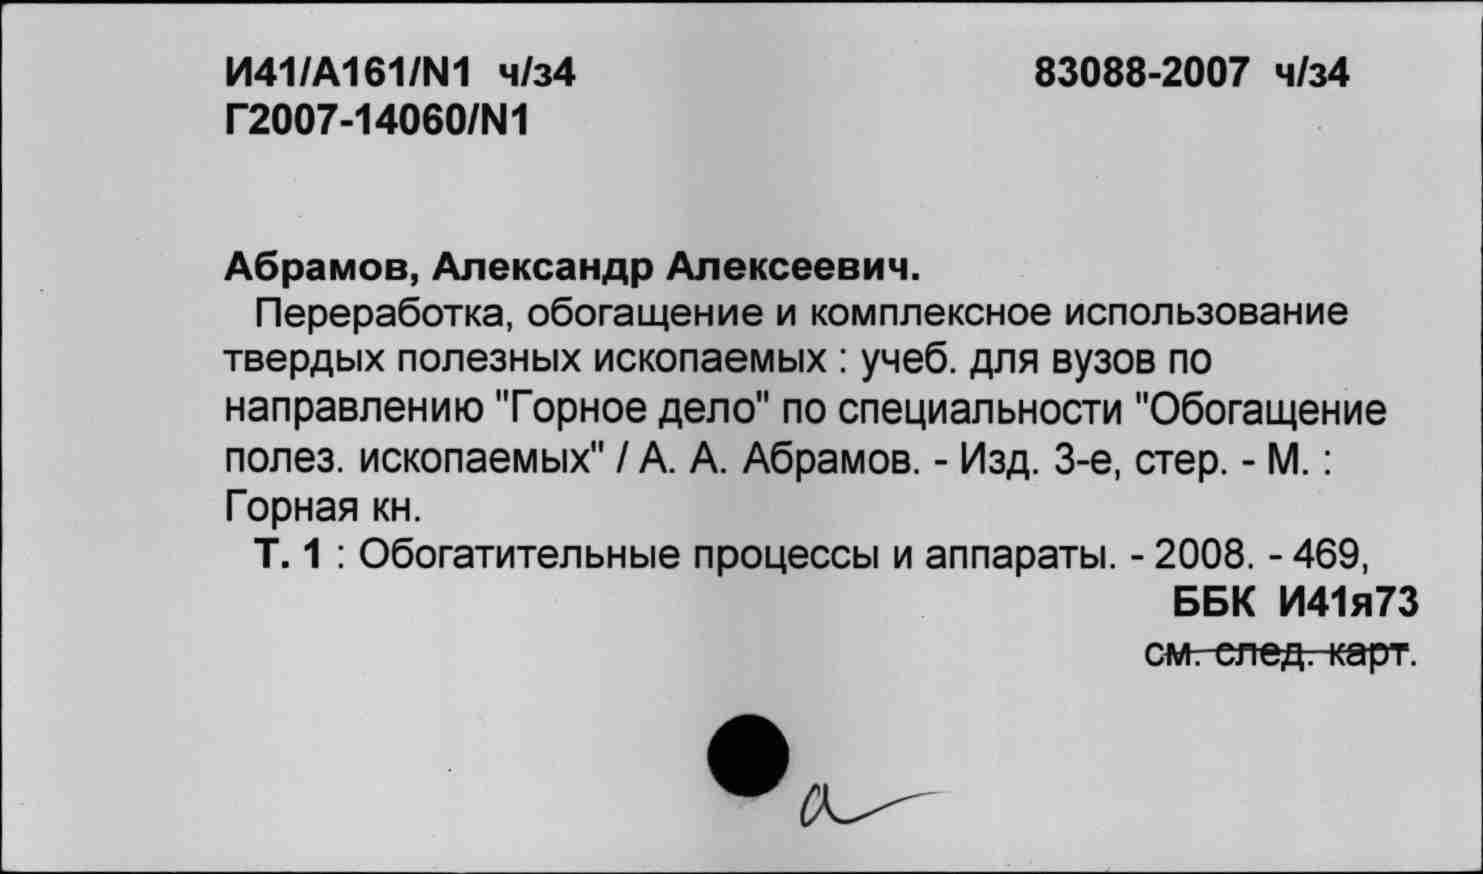 И41/А161/N1 ч/з4 83088-2007 ч/з4
Г2007-14060/N1
Абрамов, Александр Алексеевич.
Переработка, обогащение и комплексное использование
твердых полезных ископаемых : учеб. для вузов по
направлению "Горное дело" по специальности "Обогащение
полез. ископаемых" / А. А. Абрамов. - Изд. 3-е, стер. - М. :
Горная кн.
Т. 1 : Обогатительные процессы и аппараты. - 2008. - 469,
ББК И41я73
см. след. карт.
а